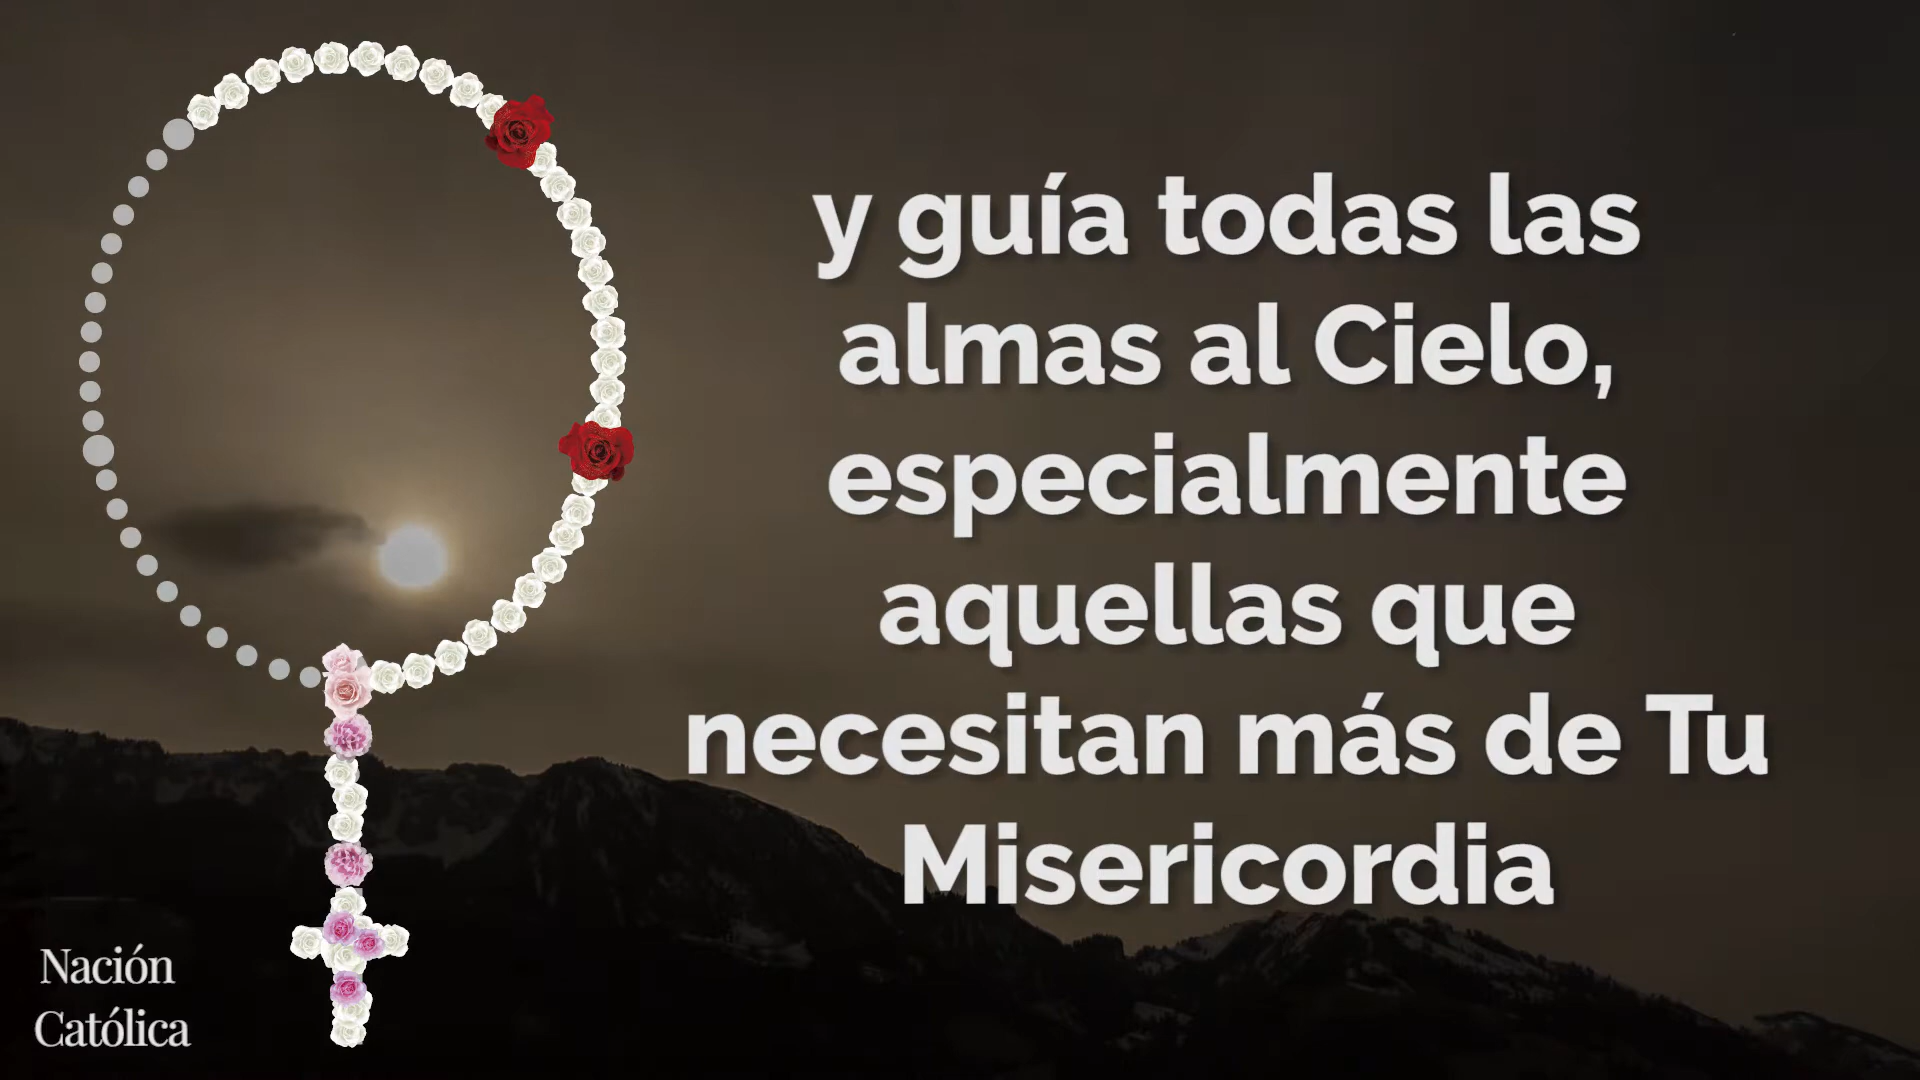 y guía todas las
almas al Cielo,
especialmente
aquellas que
necesitan más de Tu
Misericordia
Nación
Católica